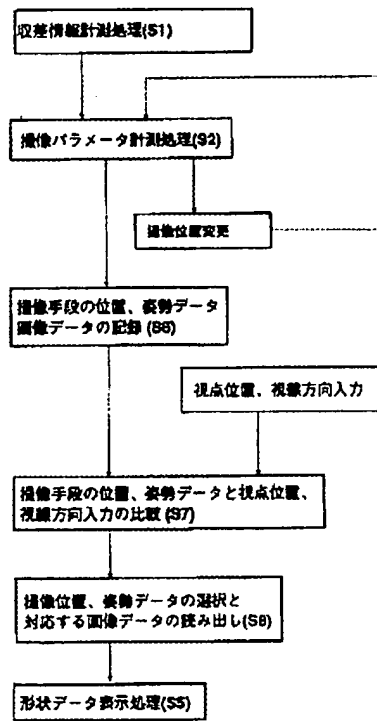 収差情報計測処理(S1)
撮像パラメータ計測処理(S2)
撮像位置変更
撮像手段の位置、姿勢データ
画像データの記録 (S6)
視点位置、視線方向入力
撮像手段の位置、姿勢データと視点位置、
視線方向入力の比較 (S7)
撮像位置、姿勢データの選択と
対応する画像データの読み出し(S8)
形状データ表示処理(S5)